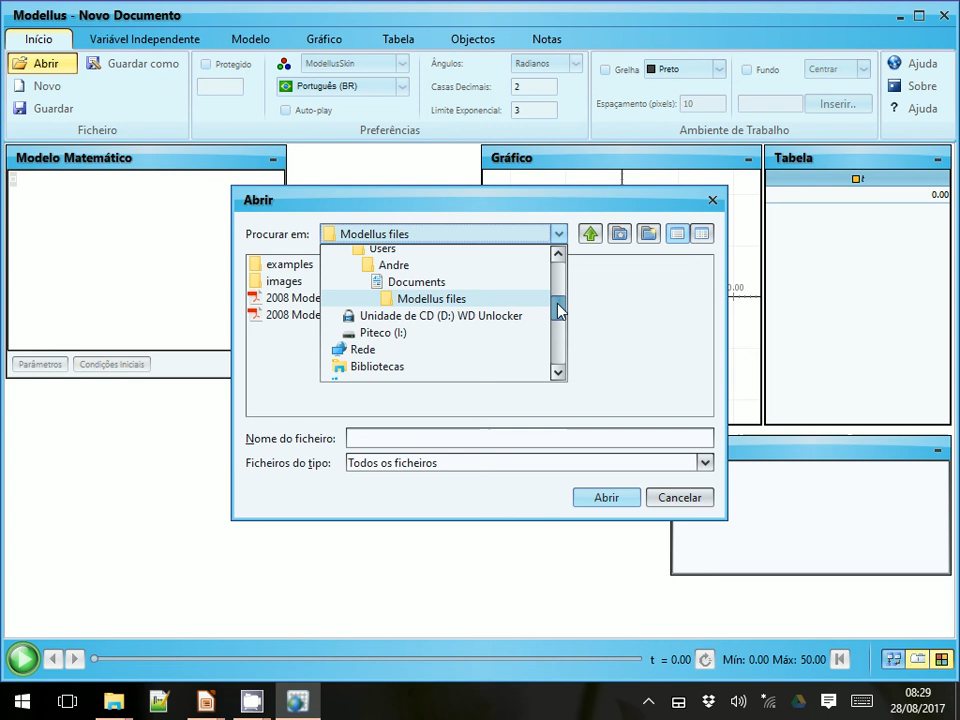 Modellus - Novo Documento
Início
Variável Independente
Modelo
Gráfico
Tabela
Objectos
Notas
Abrir
Guardar como
Novo
Guardar
Ficheiro
Protegido
ModellusSkin
Português (BR)
Auto-play
Ângulos:
Radianos
Casas Decimais:
2
Limite Exponencial:
3
Preferências
Grelha
Preto
Fundo
Centrar
Espaçamento (pixels):
10
Inserir..
Ambiente de Trabalho
Ajuda
Sobre
? Ajuda
Modelo Matemático
Gráfico
Tabela
t
0.00
.00
Parâmetros
Condições Iniciais
Abrir
Procurar em:
Modellus files
examples
images
2008 Mode
2008 Mode
Users
Andre
Documents
Modellus files
Unidade de CD (D:) WD Unlocker
Piteco (I:)
Rede
Bibliotecas
Nome do ficheiro:
Ficheiros do tipo:
Todos os ficheiros
Abrir
Cancelar
t = 0.00
Mín: 0.00 Máx: 50.00
08:29
28/08/2017